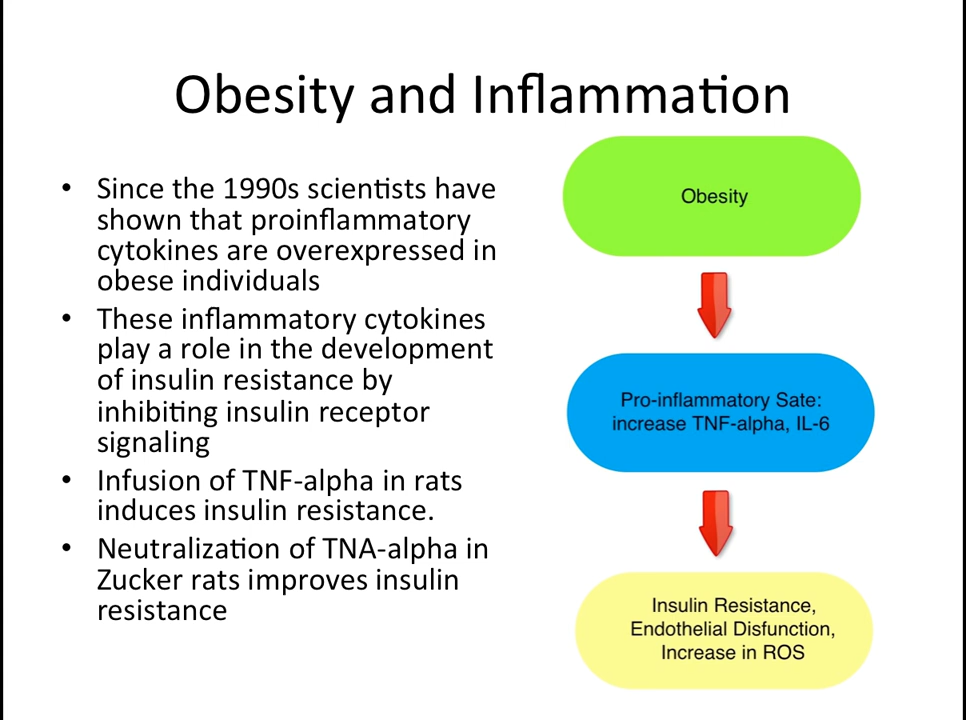 Obesity and Inflammation
• Since the 1990s scientists have
shown that proinflammatory
cytokines are overexpressed in
obese individuals
• These inflammatory cytokines
play a role in the development
of insulin resistance by
inhibiting insulin receptor
signaling
• Infusion of TNF-alpha in rats
induces insulin resistance.
• Neutralization of TNA-alpha in
Zucker rats improves insulin
resistance
Obesity
Pro-inflammatory Sate:
increase TNF-alpha, IL-6
Insulin Resistance,
Endothelial Disfunction,
Increase in ROS